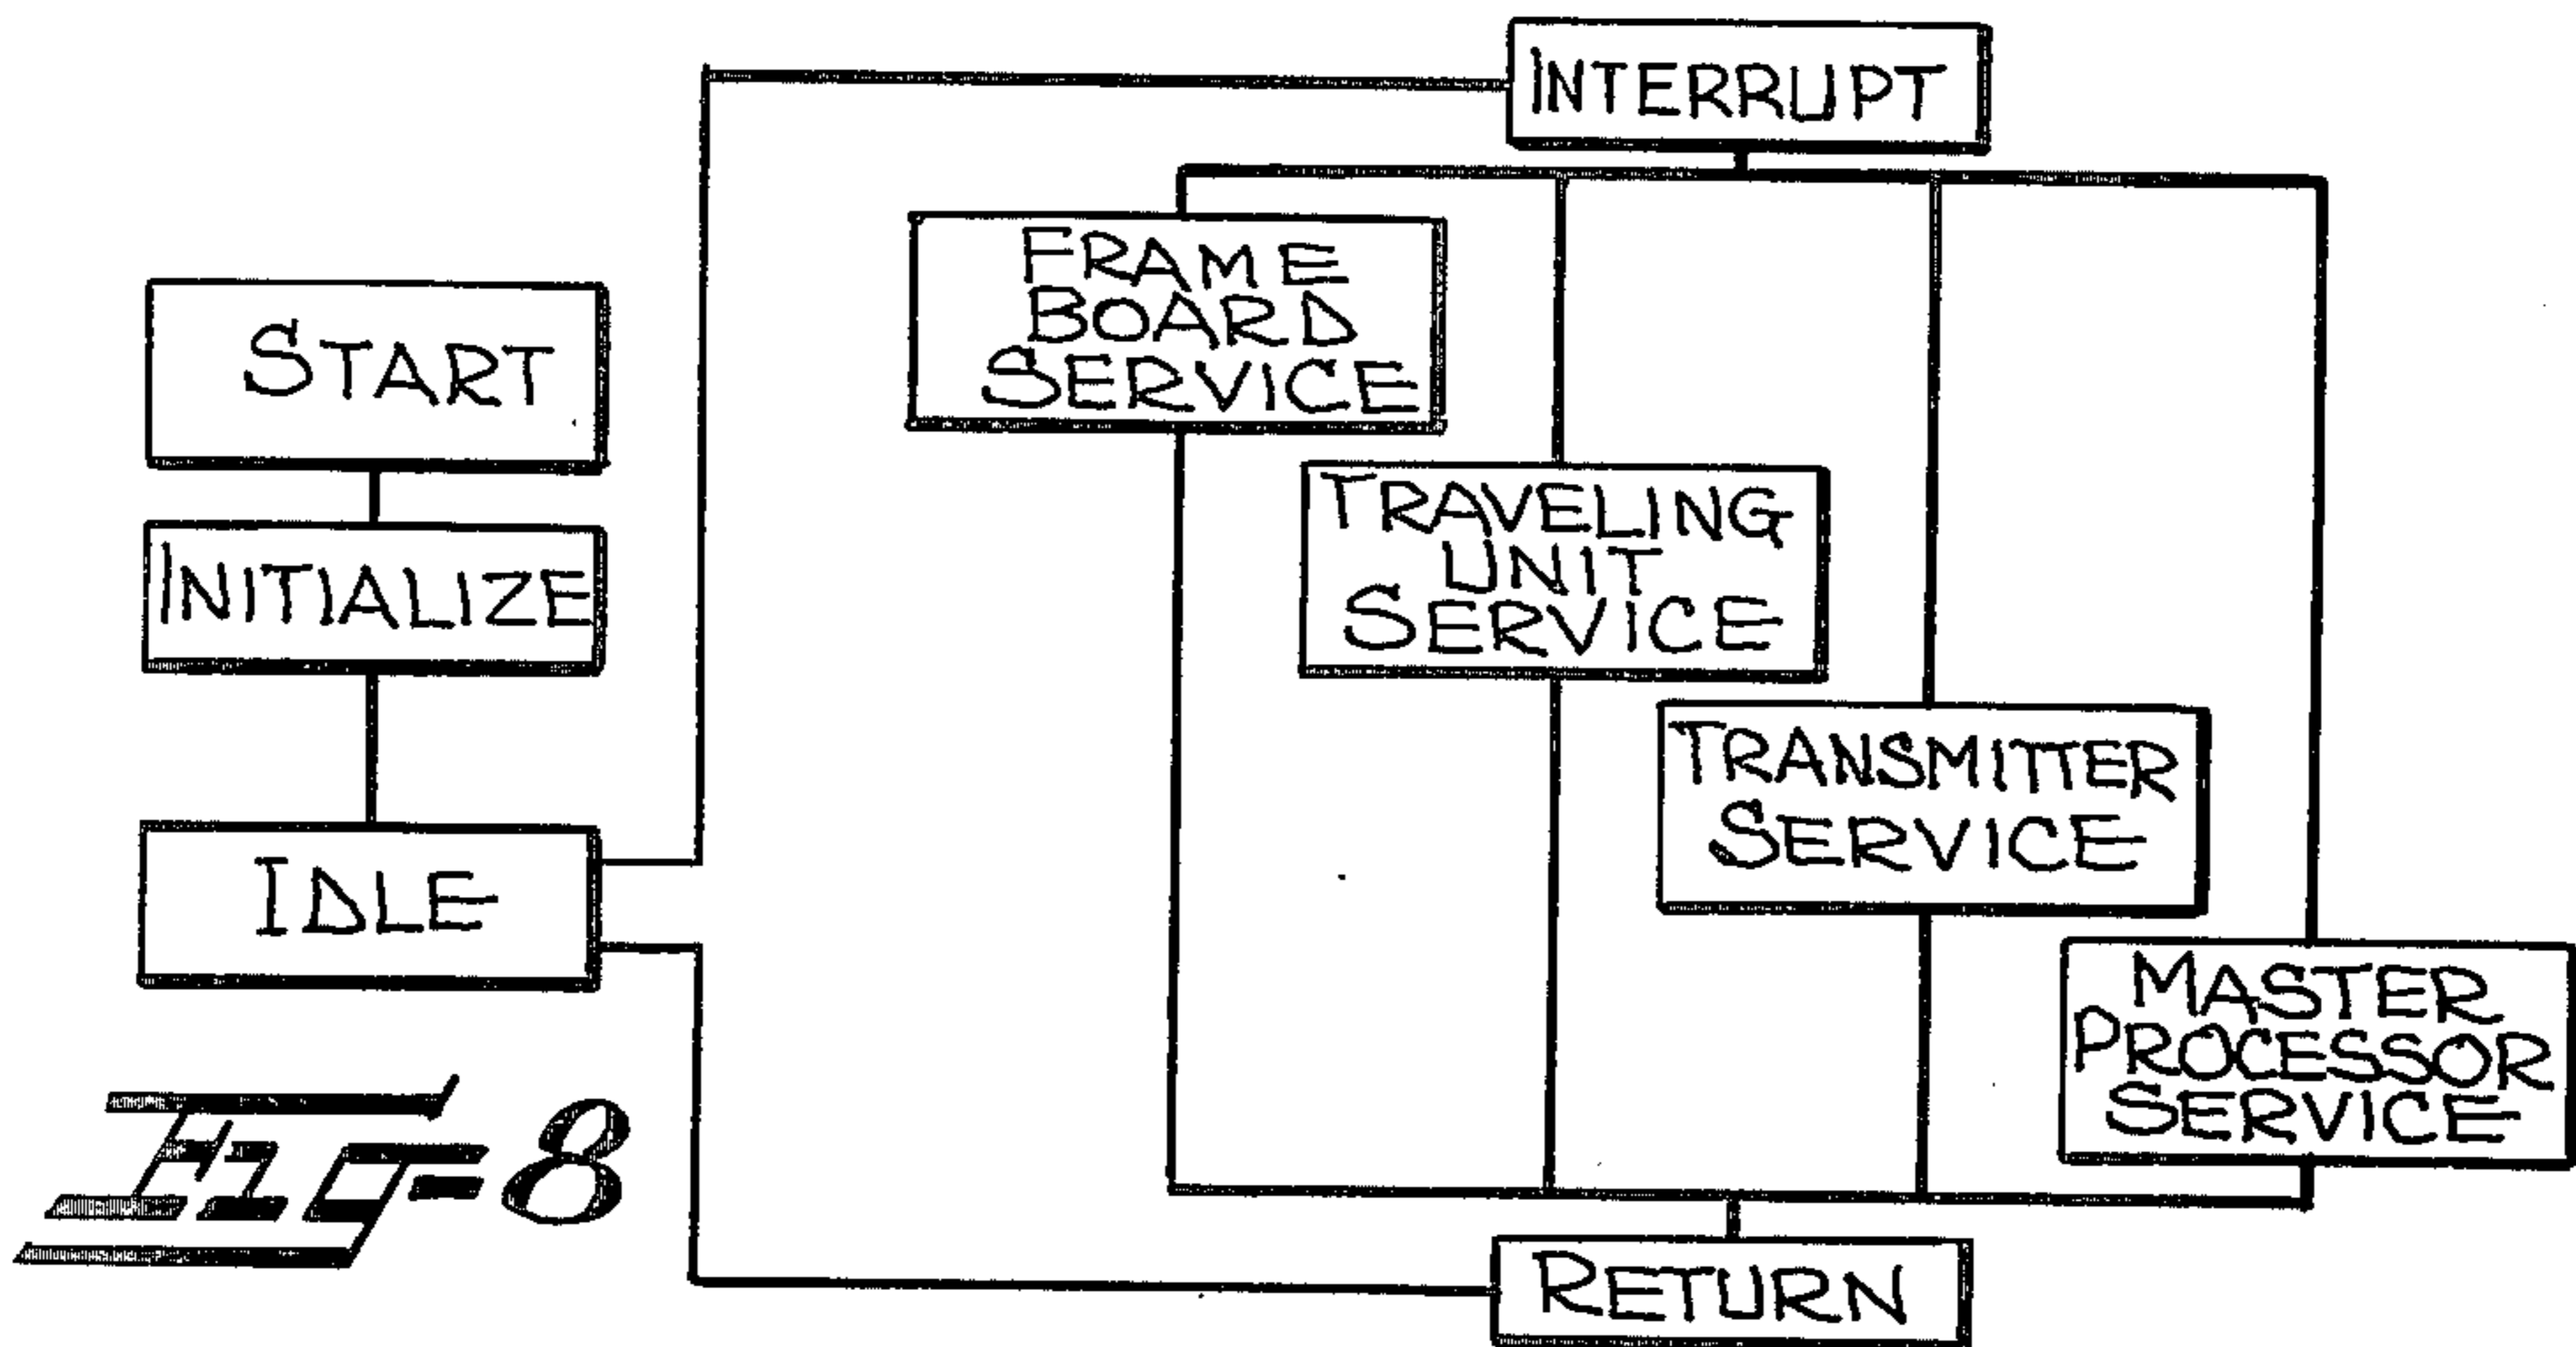 INTERRUPT
FRAME
BOARD
SERVICE
START
TRAVELING
UNIT
SERVICE
INITIALIZE
TRANSMITTER
SERVICE
IDLE
MASTER
PROCESSOR
SERVICE
Fig-8
RETURN